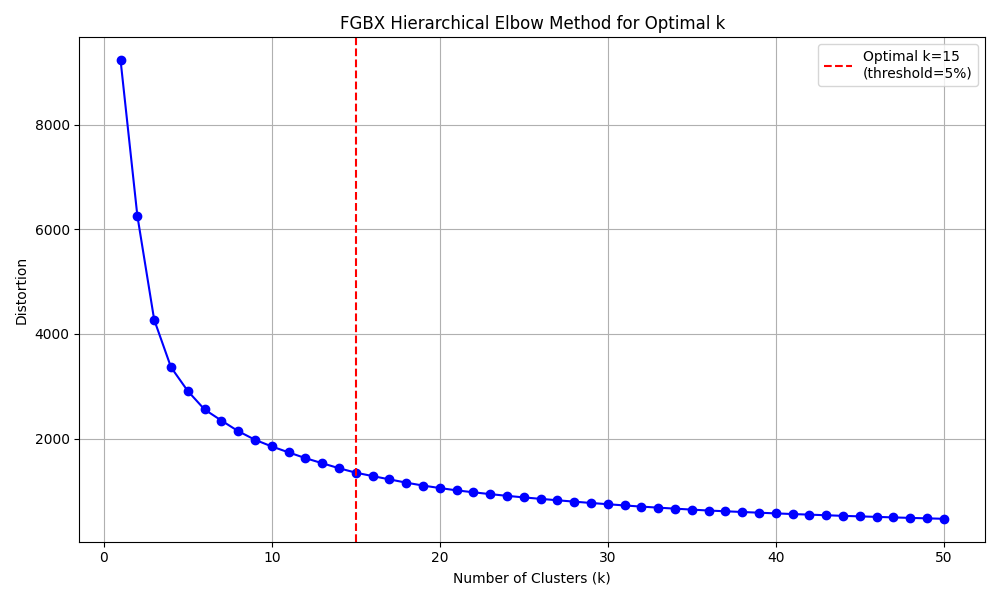 FGBX Hierarchical Elbow Method for Optimal k
Optimal k=15
(threshold=5%)
8000
6000
4000
2000
Distortion
0 10 20 30 40 50
Number of Clusters (k)